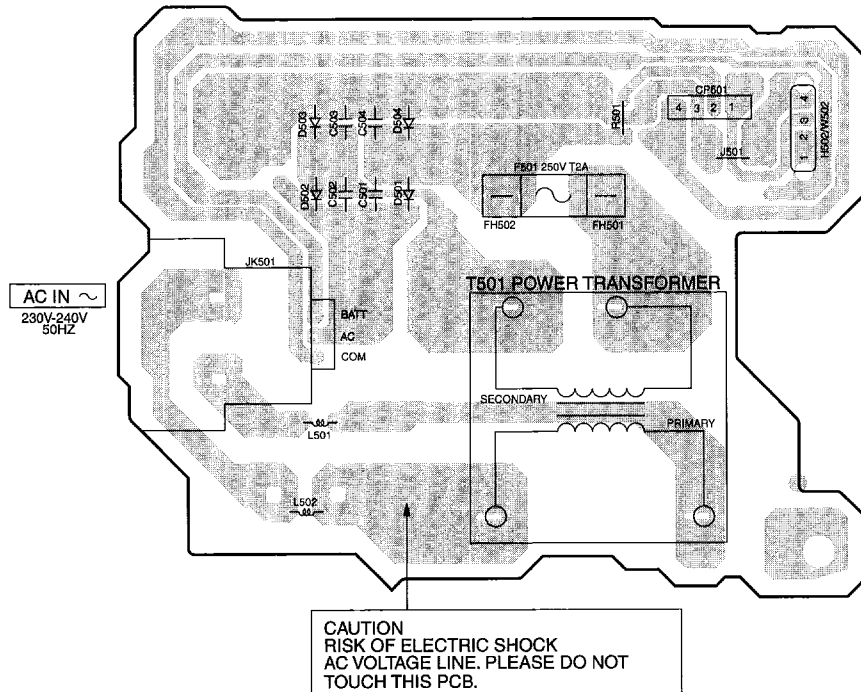 CP501
4 3 2 1
J501
R501
H502/W502
4
3
2
1
D503
C503
C504
D504
D502
C502
C501
D501
F501 250V T2A
FH502
FH501
JK501
T501 POWER TRANSFORMER
AC IN ~
230V-240V
50HZ
BATT
AC
COM
SECONDARY
PRIMARY
L501
L502
CAUTION
RISK OF ELECTRIC SHOCK
AC VOLTAGE LINE. PLEASE DO NOT
TOUCH THIS PCB.